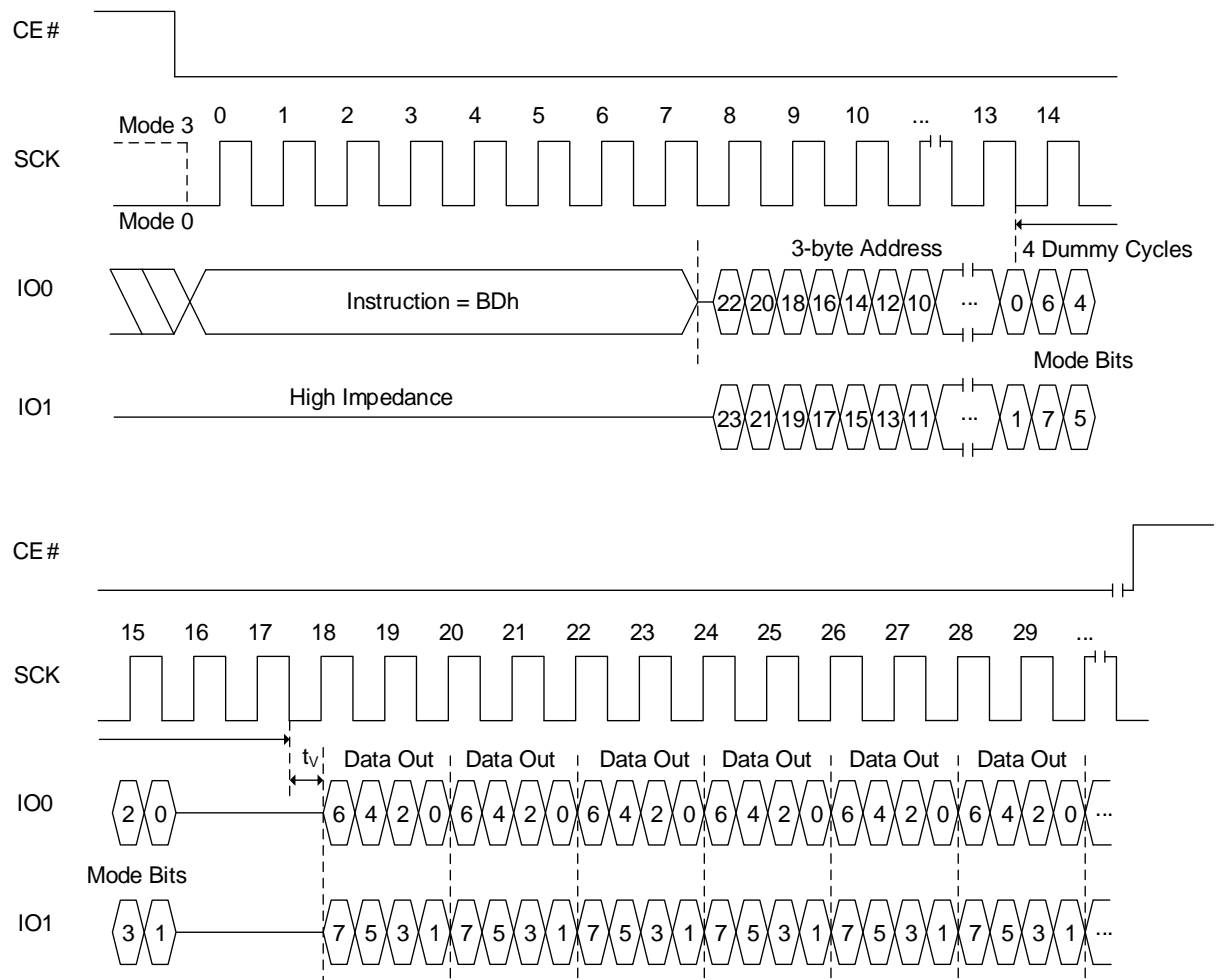 CE#
0 1 2 3 4 5 6 7 8 9 10 ... 13 14
Mode 3
SCK
Mode 0
3-byte Address 4 Dummy Cycles
IO0
Instruction = BDh
22 20 18 16 14 12 10 ... 0 6 4
Mode Bits
High Impedance
IO1
23 21 19 17 15 13 11 ... 1 7 5
CE#
15 16 17 18 19 20 21 22 23 24 25 26 27 28 29 ...
SCK
tV Data Out Data Out Data Out Data Out Data Out Data Out
IO0
2 0 6 4 2 0 6 4 2 0 6 4 2 0 6 4 2 0 6 4 2 0 6 4 2 0 ...
Mode Bits
IO1
3 1 7 5 3 1 7 5 3 1 7 5 3 1 7 5 3 1 7 5 3 1 7 5 3 1 ...